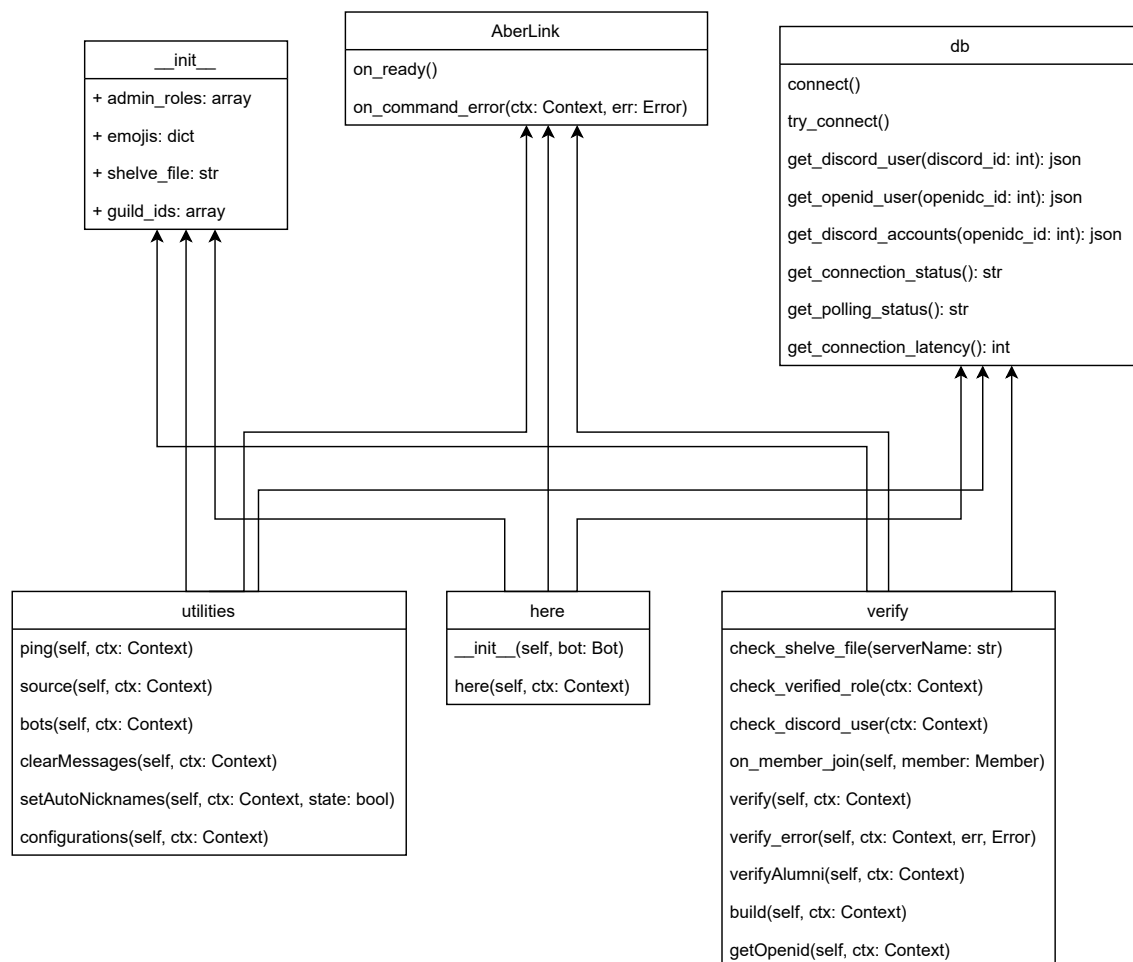 __init__
+ admin_roles: array
+ emojis: dict
+ shelve_file: str
+ guild_ids: array
AberLink
on_ready()
on_command_error(ctx: Context, err: Error)
db
connect()
try_connect()
get_discord_user(discord_id: int): json
get_openid_user(openidc_id: int): json
get_discord_accounts(openidc_id: int): json
get_connection_status(): str
get_polling_status(): str
get_connection_latency(): int
utilities
ping(self, ctx: Context)
source(self, ctx: Context)
bots(self, ctx: Context)
clearMessages(self, ctx: Context)
setAutoNicknames(self, ctx: Context, state: bool)
configurations(self, ctx: Context)
here
__init__(self, bot: Bot)
here(self, ctx: Context)
verify
check_shelve_file(serverName: str)
check_verified_role(ctx: Context)
check_discord_user(ctx: Context)
on_member_join(self, member: Member)
verify(self, ctx: Context)
verify_error(self, ctx: Context, err, Error)
verifyAlumni(self, ctx: Context)
build(self, ctx: Context)
getOpenid(self, ctx: Context)